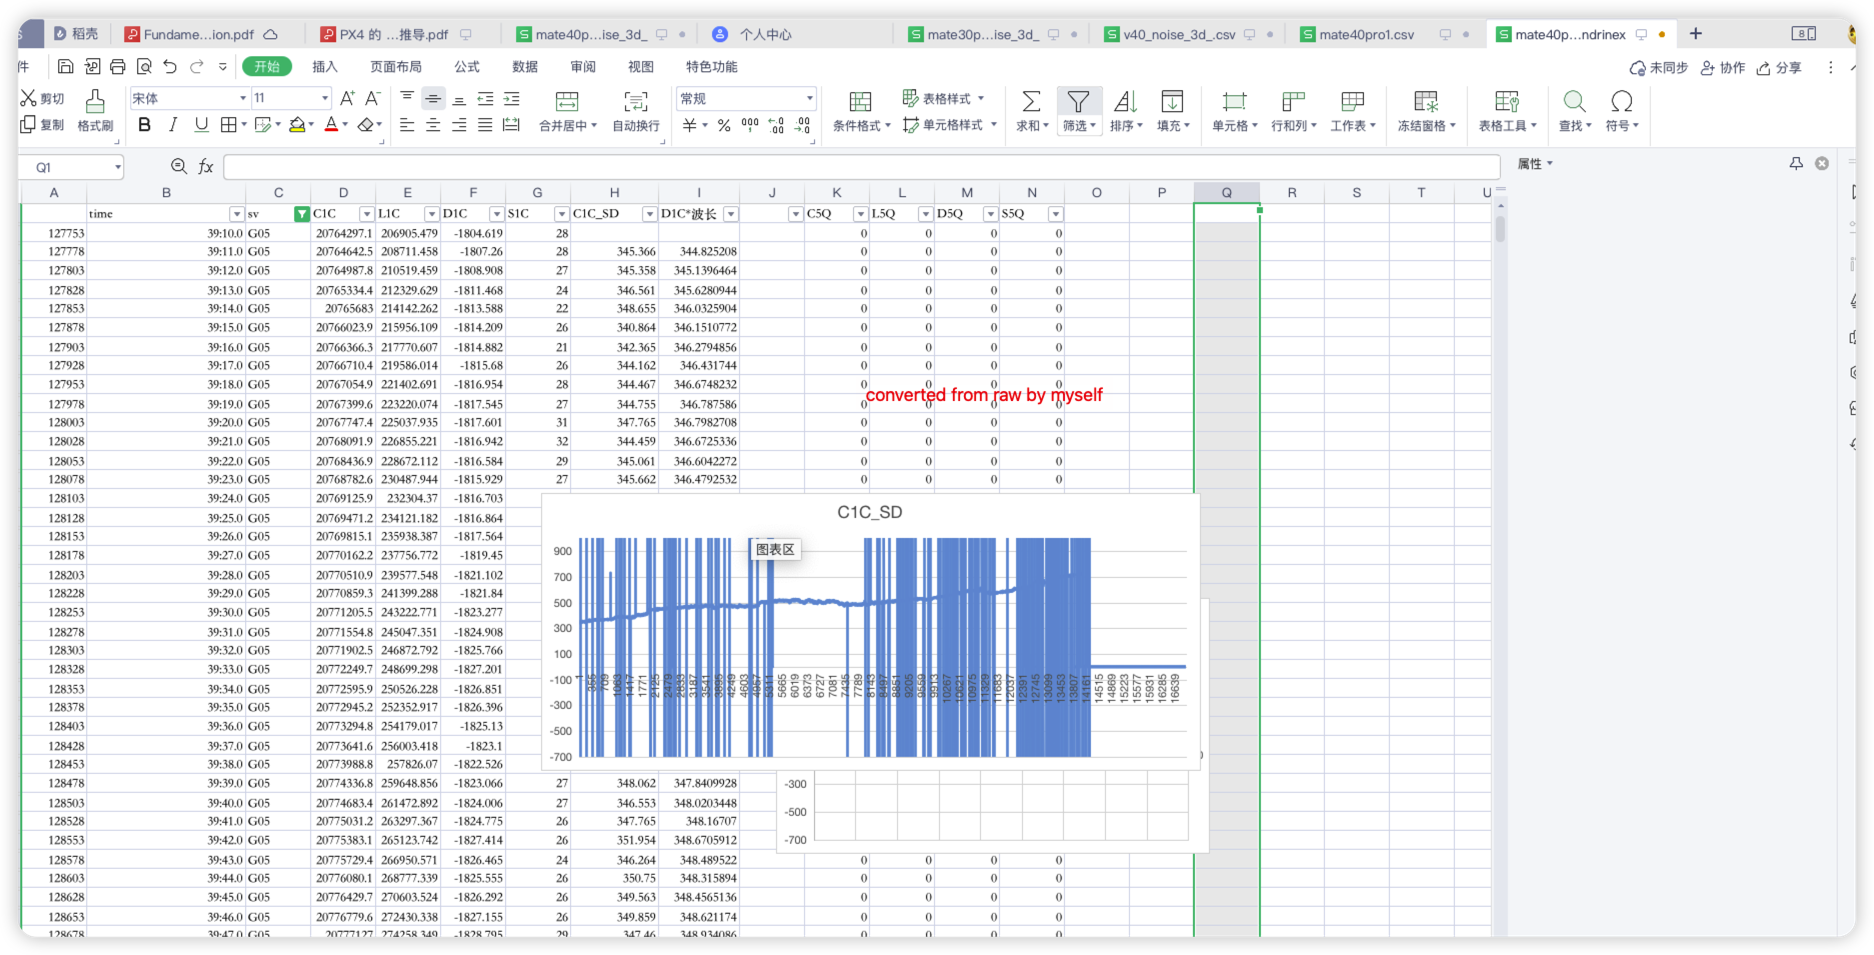 稻壳 Fundame...ion.pdf PX4 的 ...推导.pdf mate40p...ise_3d_ 个人中心 mate30p...ise_3d_ v40_noise_3d_.csv mate40pro1.csv mate40p...ndrinex + 8
件 开始 插入 页面布局 公式 数据 审阅 视图 特色功能 未同步 协作 分享
剪切 复制 格式刷 宋体 11 B I U A A 合并居中 自动换行 常规 ¥ % 000 条件格式 表格样式 单元格样式 求和 筛选 排序 填充 单元格 行和列 工作表 冻结窗格 表格工具 查找 符号
Q1 fx 属性
A B C D E F G H I J K L M N O P Q R S T U
time sv C1C L1C D1C S1C C1C_SD D1C*波长 C5Q L5Q D5Q S5Q
127753 39:10.0 G05 20764297.1 206905.479 -1804.619 28 0 0 0 0
127778 39:11.0 G05 20764642.5 208711.458 -1807.26 28 345.366 344.825208 0 0 0 0
127803 39:12.0 G05 20764987.8 210519.459 -1808.908 27 345.358 345.1396464 0 0 0 0
127828 39:13.0 G05 20765334.4 212329.629 -1811.468 24 346.561 345.6280944 0 0 0 0
127853 39:14.0 G05 20765683 214142.262 -1813.588 22 348.655 346.0325904 0 0 0 0
127878 39:15.0 G05 20766023.9 215956.109 -1814.209 26 340.864 346.1510772 0 0 0 0
127903 39:16.0 G05 20766366.3 217770.607 -1814.882 21 342.365 346.2794856 0 0 0 0
127928 39:17.0 G05 20766710.4 219586.014 -1815.68 26 344.162 346.431744 0 0 0 0
127953 39:18.0 G05 20767054.9 221402.691 -1816.954 28 344.467 346.6748232 0 0 0 0
converted from raw by myself
127978 39:19.0 G05 20767399.6 223220.074 -1817.545 27 344.755 346.787586 0 0 0 0
128003 39:20.0 G05 20767747.4 225037.935 -1817.601 31 347.765 346.7982708 0 0 0 0
128028 39:21.0 G05 20768091.9 226855.221 -1816.942 32 344.459 346.6725336 0 0 0 0
128053 39:22.0 G05 20768436.9 228672.112 -1816.584 29 345.061 346.6042272 0 0 0 0
128078 39:23.0 G05 20768782.6 230487.944 -1815.929 27 345.662 346.4792532 0 0 0 0
128103 39:24.0 G05 20769125.9 232304.37 -1816.703
128128 39:25.0 G05 20769471.2 234121.182 -1816.864
128153 39:26.0 G05 20769815.1 235938.387 -1817.564
128178 39:27.0 G05 20770162.2 237756.772 -1819.45
128203 39:28.0 G05 20770510.9 239577.548 -1821.102
128228 39:29.0 G05 20770859.3 241399.288 -1821.84
128253 39:30.0 G05 20771205.5 243222.771 -1823.277
128278 39:31.0 G05 20771554.8 245047.351 -1824.908
128303 39:32.0 G05 20771902.5 246872.792 -1825.766
128328 39:33.0 G05 20772249.7 248699.298 -1827.201
128353 39:34.0 G05 20772595.9 250526.228 -1826.851
128378 39:35.0 G05 20772945.2 252352.917 -1826.396
128403 39:36.0 G05 20773294.8 254179.017 -1825.13
128428 39:37.0 G05 20773641.6 256003.418 -1823.1
128453 39:38.0 G05 20773988.8 257826.07 -1822.526
C1C_SD
图表区
900
700
500
300
100
-100
-300
-500
-700
1 355 709 1063 1417 1771 2125 2479 2833 3187 3541 3895 4249 4603 4957 5311 5665 6019 6373 6727 7081 7435 7789 8143 8497 8851 9205 9559 9913 10267 10621 10975 11329 11683 12037 12391 12745 13099 13453 13807 14161 14515 14869 15223 15577 15931 16285 16639
128478 39:39.0 G05 20774336.8 259648.856 -1823.066 27 348.062 347.8409928
128503 39:40.0 G05 20774683.4 261472.892 -1824.006 27 346.553 348.0203448
128528 39:41.0 G05 20775031.2 263297.367 -1824.775 26 347.765 348.16707
128553 39:42.0 G05 20775383.1 265123.742 -1827.414 26 351.954 348.6705912
-300
-500
-700
128578 39:43.0 G05 20775729.4 266950.571 -1826.465 24 346.264 348.489522 0 0 0 0
128603 39:44.0 G05 20776080.1 268777.339 -1825.555 26 350.75 348.315894 0 0 0 0
128628 39:45.0 G05 20776429.7 270603.524 -1826.292 26 349.563 348.4565136 0 0 0 0
128653 39:46.0 G05 20776779.6 272430.338 -1827.155 26 349.859 348.621174 0 0 0 0
128678 39:47.0 G05 20777127 274258.349 -1828.795 29 347.46 348.934086 0 0 0 0